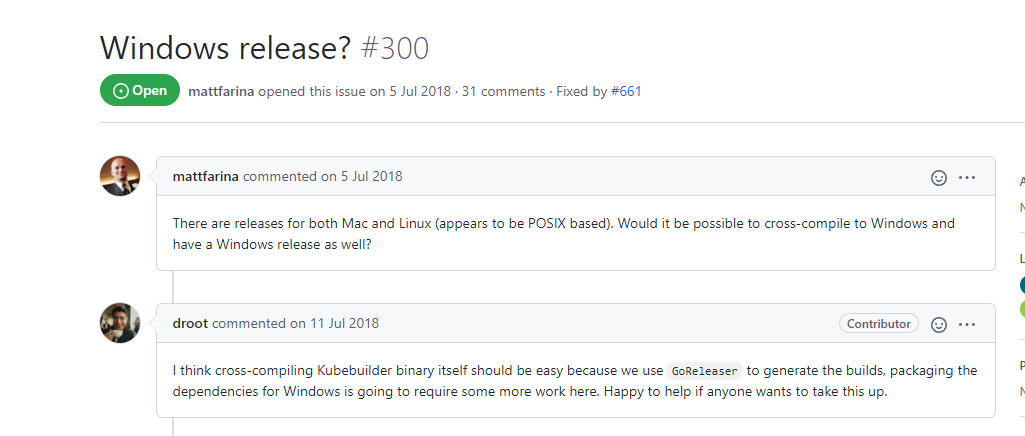 Windows release? #300
Open mattfarina opened this issue on 5 Jul 2018 · 31 comments · Fixed by #661
mattfarina commented on 5 Jul 2018
There are releases for both Mac and Linux (appears to be POSIX based). Would it be possible to cross-compile to Windows and
have a Windows release as well?
droot commented on 11 Jul 2018 Contributor
I think cross-compiling Kubebuilder binary itself should be easy because we use GoReleaser to generate the builds, packaging the
dependencies for Windows is going to require some more work here. Happy to help if anyone wants to take this up.